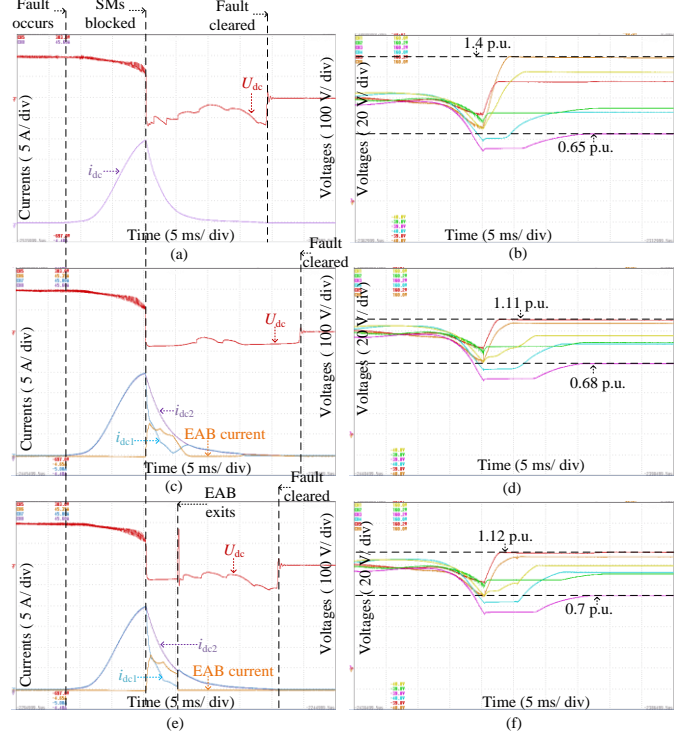 Fault occurs
SMs blocked
Fault cleared
Currents ( 5 A/ div)
Voltages ( 100 V/ div)
U_dc
i_dc
Time (5 ms/ div)
(a)
Voltages ( 20 V/ div)
1.4 p.u.
0.65 p.u.
Time (5 ms/ div)
(b)
Fault cleared
Currents ( 5 A/ div)
Voltages ( 100 V/ div)
U_dc
i_dc2
i_dc1
EAB current
Time (5 ms/ div)
(c)
Voltages ( 20 V/ div)
1.11 p.u.
0.68 p.u.
Time (5 ms/ div)
(d)
EAB exits
Fault cleared
Currents ( 5 A/ div)
Voltages ( 100 V/ div)
U_dc
i_dc2
i_dc1
EAB current
Time (5 ms/ div)
(e)
Voltages ( 20 V/ div)
1.12 p.u.
0.7 p.u.
Time (5 ms/ div)
(f)